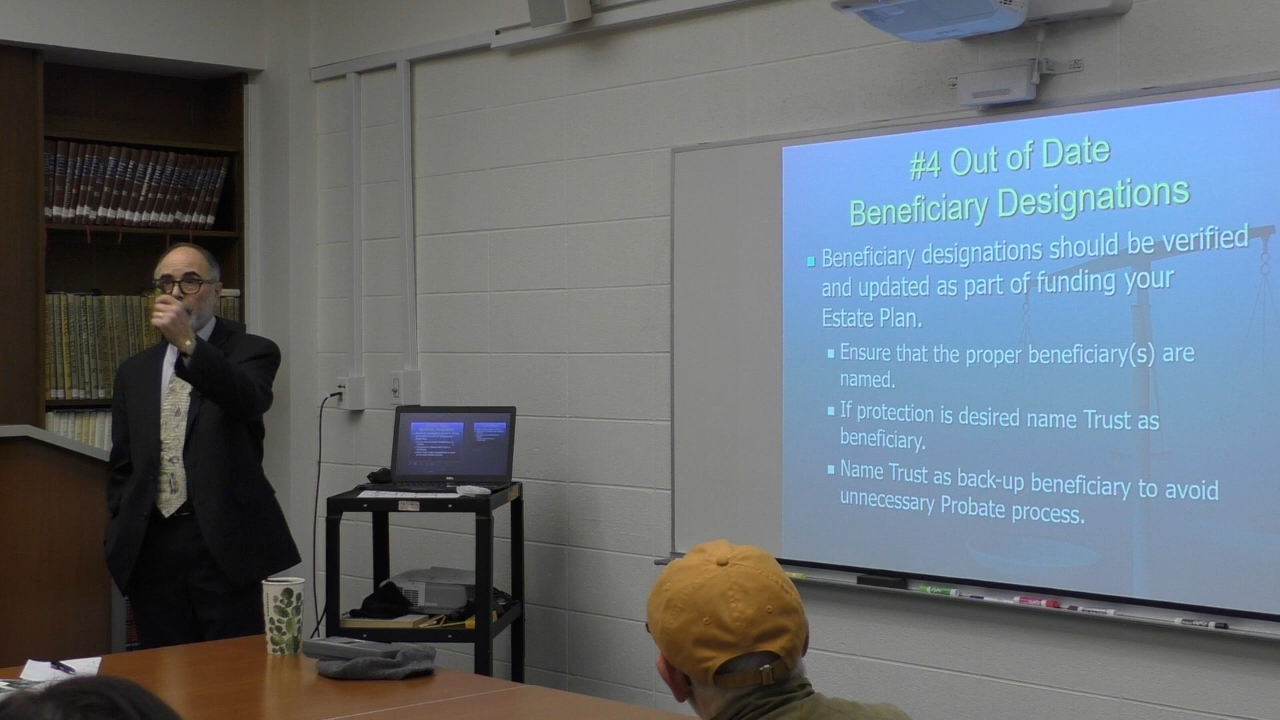 #4 Out of Date
Beneficiary Designations
Beneficiary designations should be verified
and updated as part of funding your
Estate Plan.
Ensure that the proper beneficiary(s) are
named.
If protection is desired name Trust as
beneficiary.
Name Trust as back-up beneficiary to avoid
unnecessary Probate process.
DELL